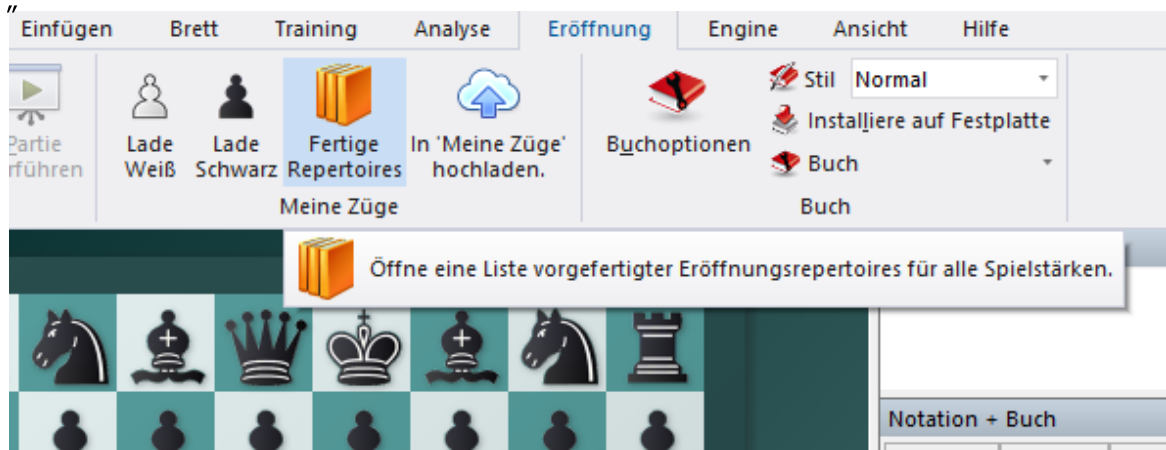 "
Einfügen Brett Training Analyse Eröffnung Engine Ansicht Hilfe
Stil Normal
Partie Lade Lade Fertige In 'Meine Züge' Buchoptionen Installiere auf Festplatte
rführen Weiß Schwarz Repertoires hochladen. Buch
Meine Züge Buch
Öffne eine Liste vorgefertigter Eröffnungsrepertoires für alle Spielstärken.
Notation + Buch